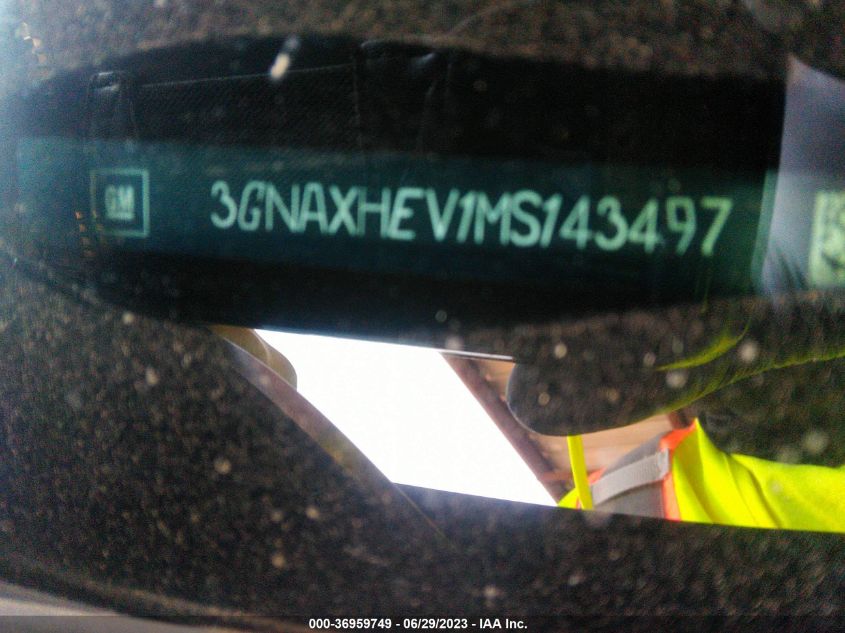 GM 3GNAXHEV1MS143497
000-36959749 - 06/29/2023 - IAA Inc.